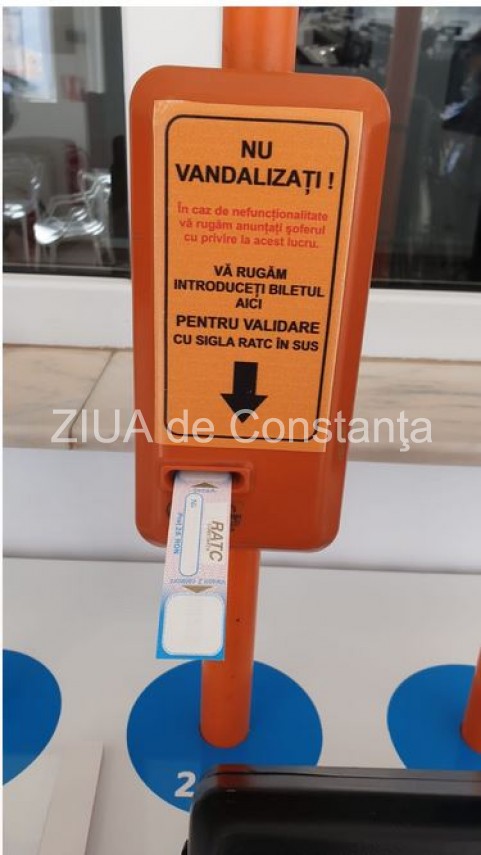 NU
VANDALIZAȚI !
În caz de nefuncționalitate
vă rugăm anunțați șoferul
cu privire la acest lucru.
VĂ RUGĂM
INTRODUCEȚI BILETUL
AICI
PENTRU VALIDARE
CU SIGLA RATC ÎN SUS
ZIUA de Constanţa
RATC
2